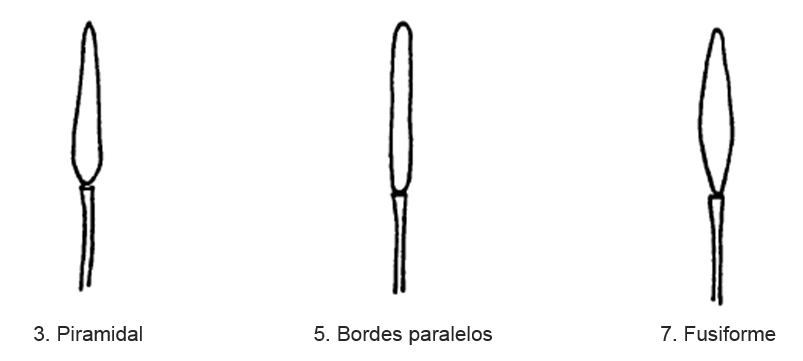 3. Piramidal
5. Bordes paralelos
7. Fusiforme